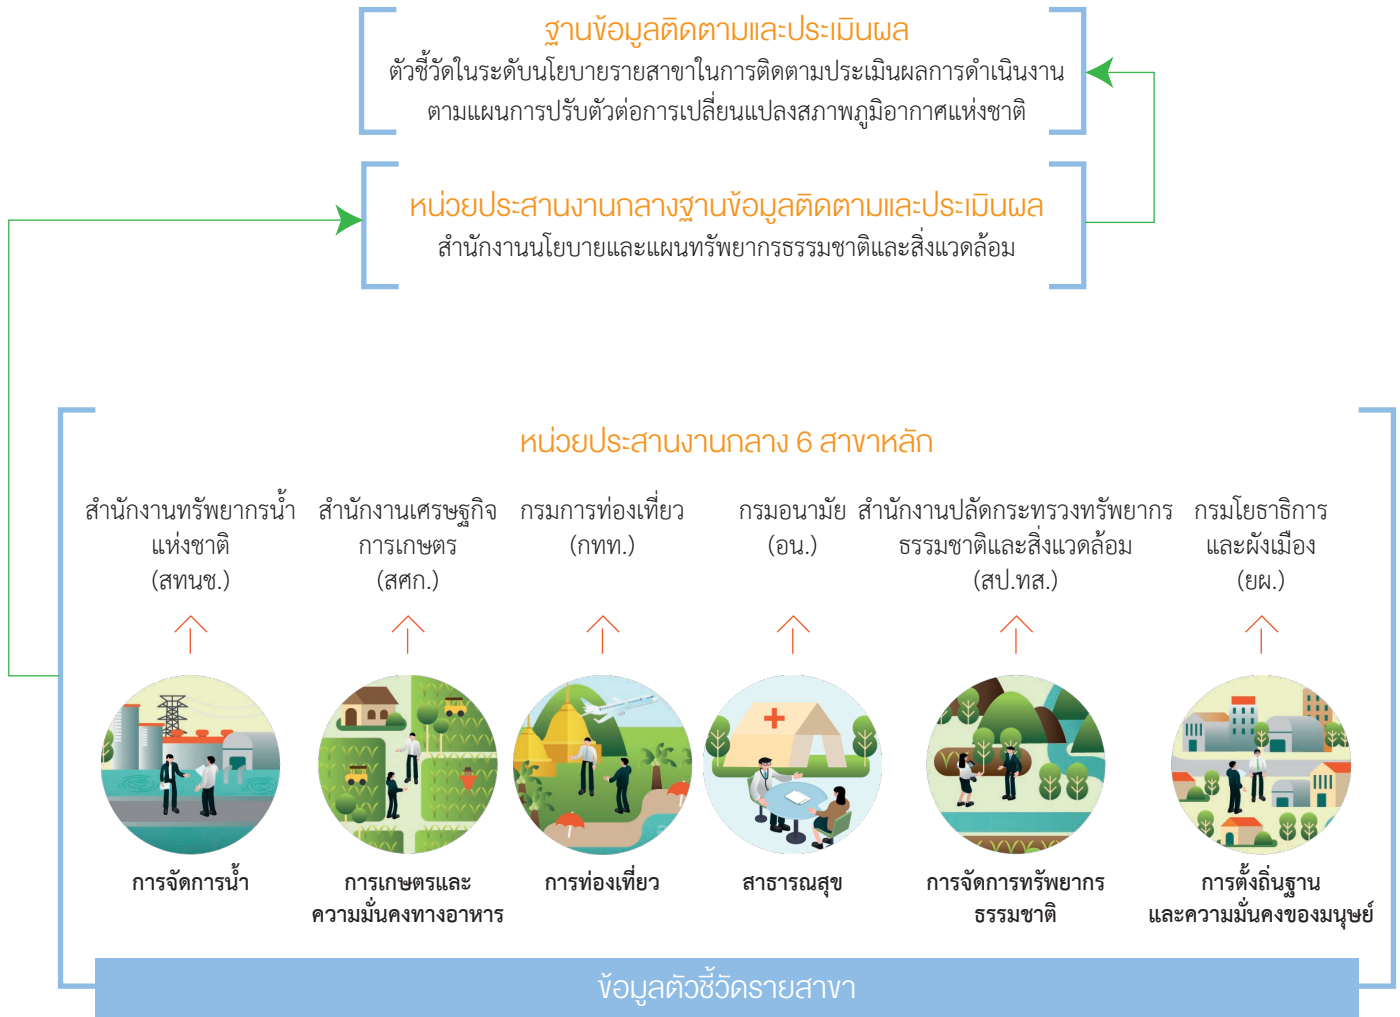 ฐานข้อมูลติดตามและประเมินผล
ตัวชี้วัดในระดับนโยบายรายสาขาในการติดตามประเมินผลการดำเนินงาน
ตามแผนการปรับตัวต่อการเปลี่ยนแปลงสภาพภูมิอากาศแห่งชาติ
หน่วยประสานงานกลางฐานข้อมูลติดตามและประเมินผล
สำนักงานนโยบายและแผนทรัพยากรธรรมชาติและสิ่งแวดล้อม
หน่วยประสานงานกลาง 6 สาขาหลัก
สำนักงานทรัพยากรน้ำ
แห่งชาติ
(สทนช.)
สำนักงานเศรษฐกิจ
การเกษตร
(สศก.)
กรมการท่องเที่ยว
(กทท.)
กรมอนามัย
(อน.)
สำนักงานปลัดกระทรวงทรัพยากร
ธรรมชาติและสิ่งแวดล้อม
(สป.ทส.)
กรมโยธาธิการ
และผังเมือง
(ยผ.)
การจัดการน้ำ
การเกษตรและ
ความมั่นคงทางอาหาร
การท่องเที่ยว
สาธารณสุข
การจัดการทรัพยากร
ธรรมชาติ
การตั้งถิ่นฐาน
และความมั่นคงของมนุษย์
ข้อมูลตัวชี้วัดรายสาขา